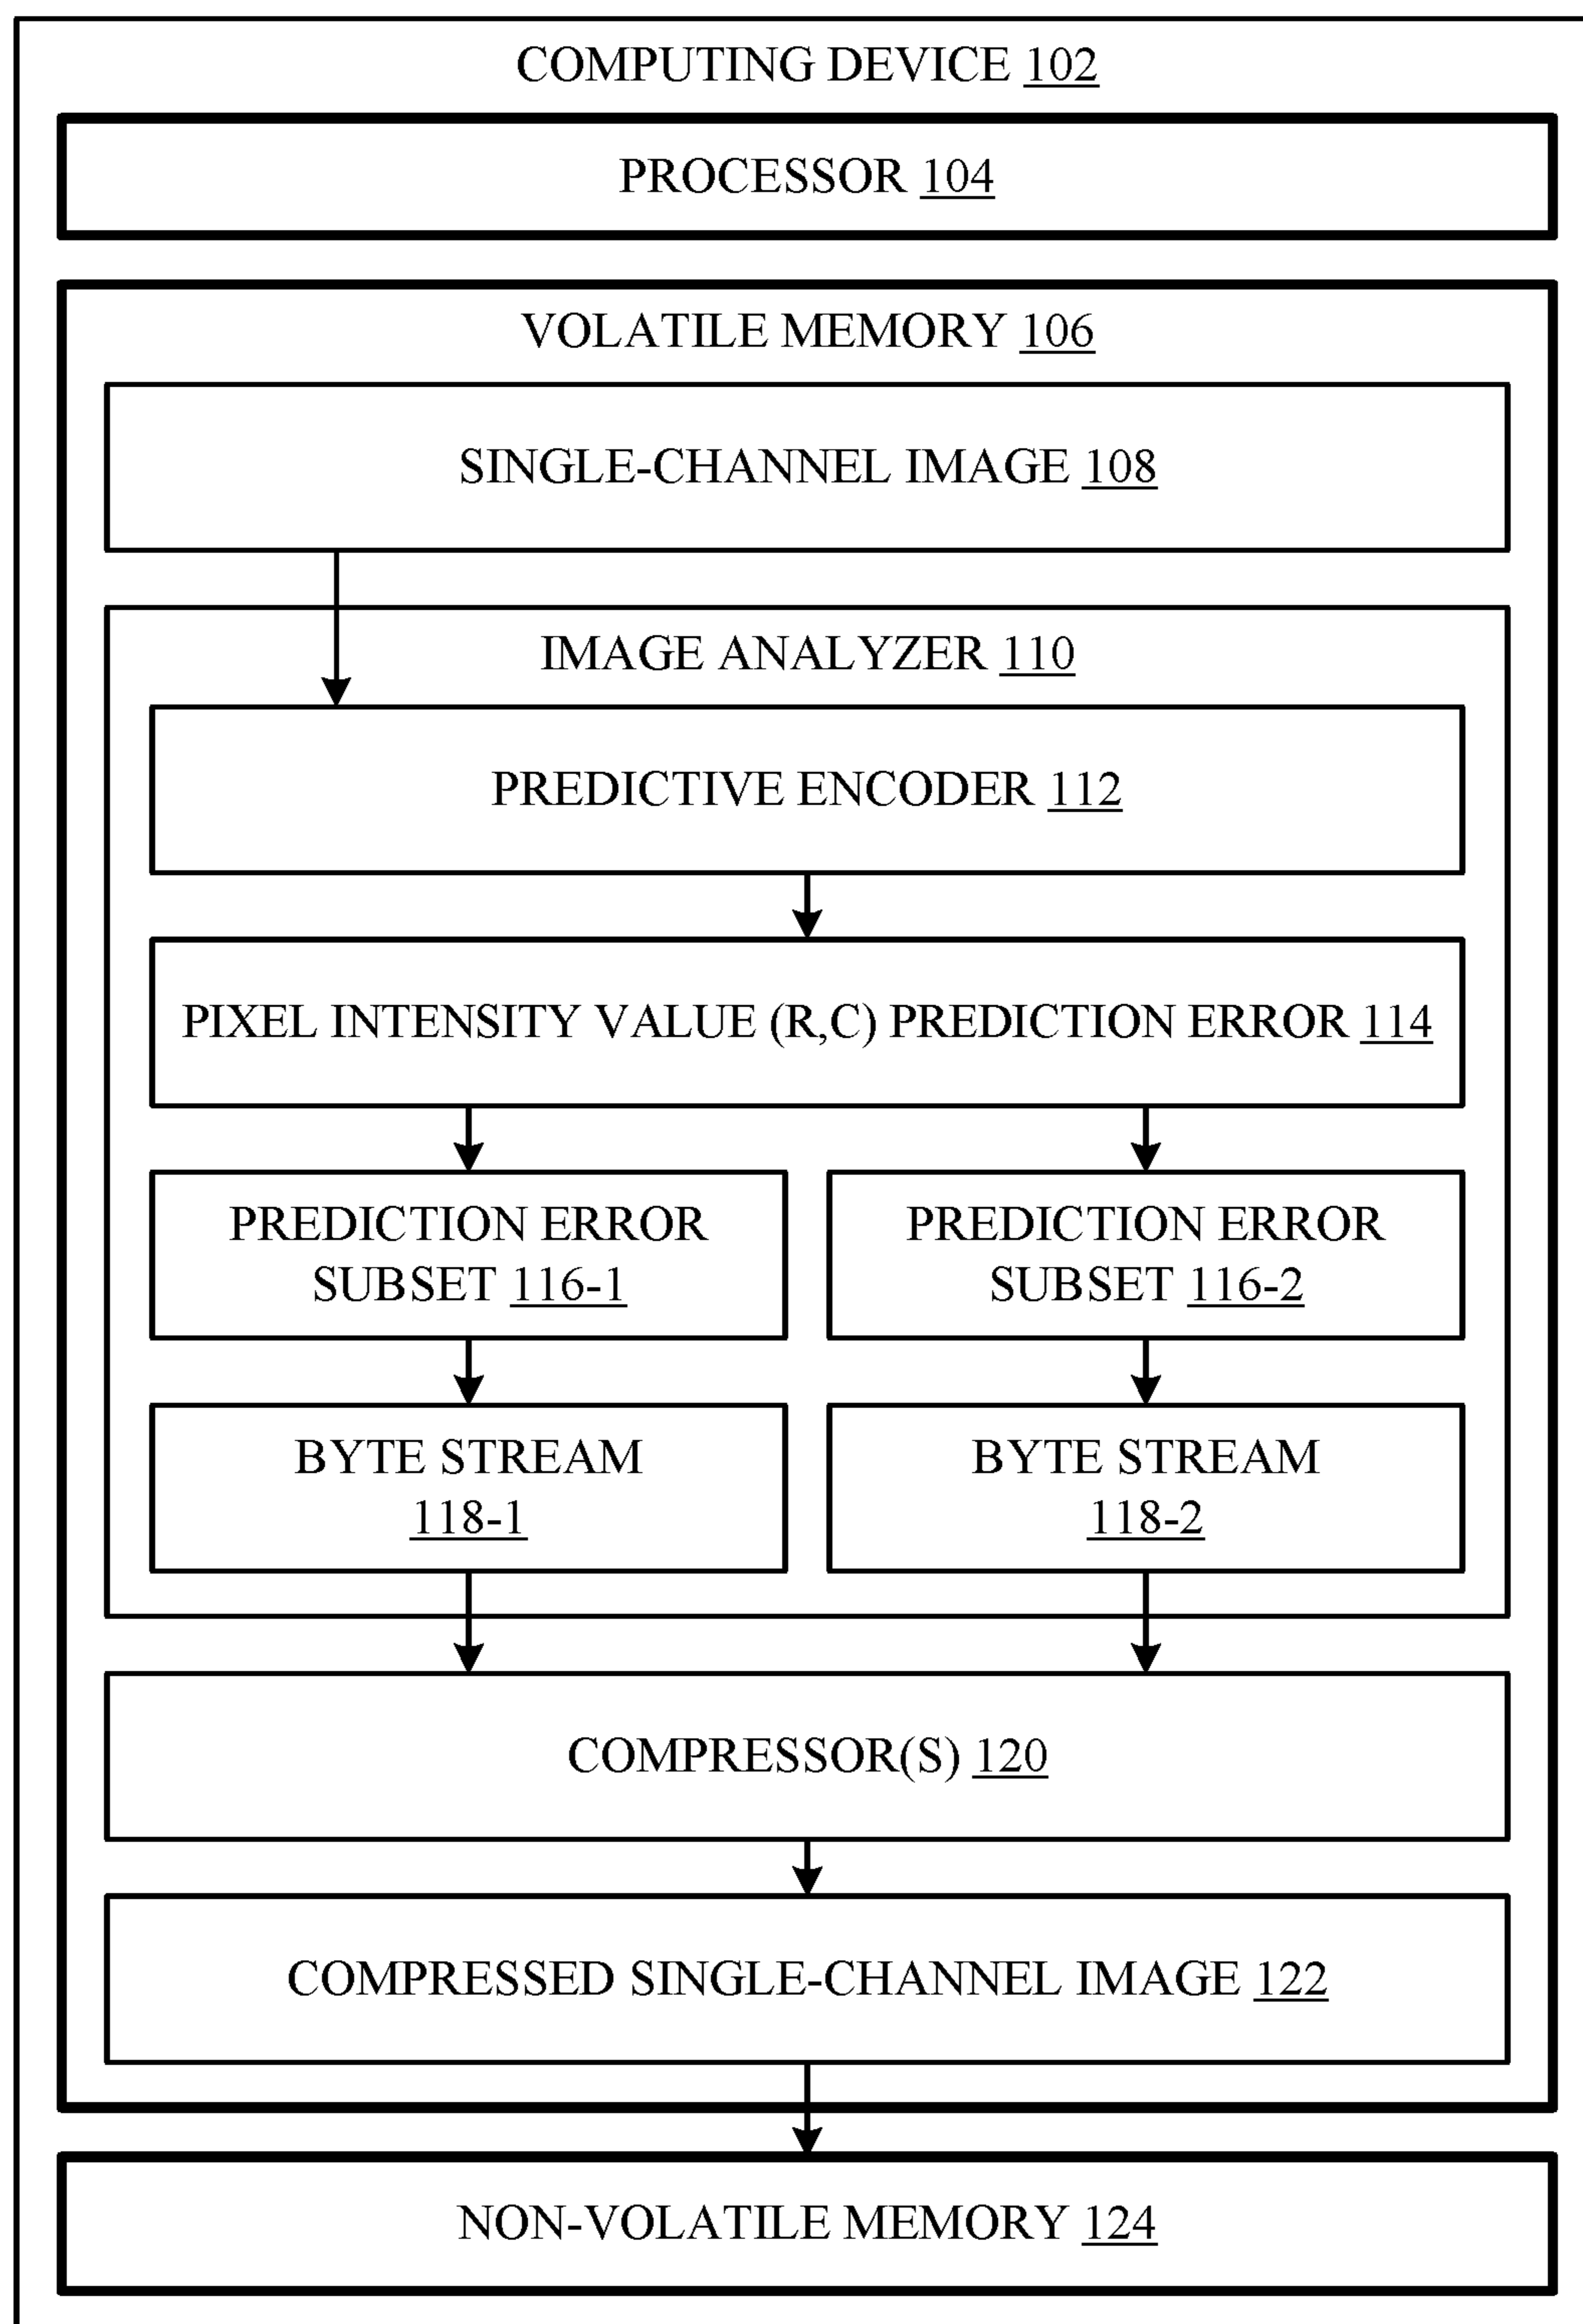 COMPUTING DEVICE 102
PROCESSOR 104
VOLATILE MEMORY 106
SINGLE-CHANNEL IMAGE 108
IMAGE ANALYZER 110
PREDICTIVE ENCODER 112
PIXEL INTENSITY VALUE (R,C) PREDICTION ERROR 114
PREDICTION ERROR
SUBSET 116-1
PREDICTION ERROR
SUBSET 116-2
BYTE STREAM
118-1
BYTE STREAM
118-2
COMPRESSOR(S) 120
COMPRESSED SINGLE-CHANNEL IMAGE 122
NON-VOLATILE MEMORY 124